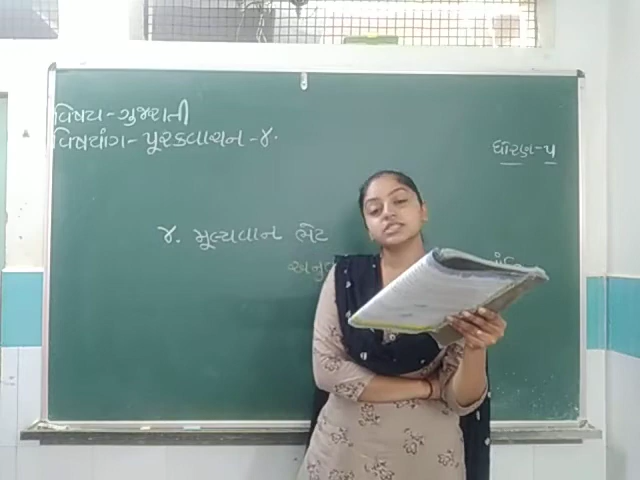 વિષય - ગુજરાતી
વિષયાંગ - પૂરકવાચન - ૪.
ધોરણ - ૫
૪. મૂલ્યવાન ભેટ